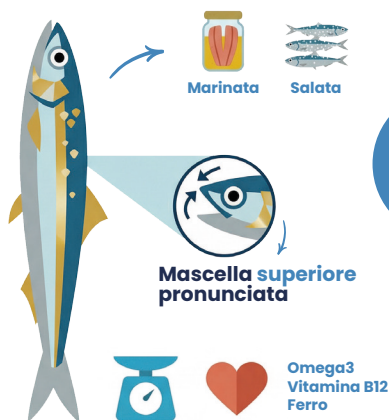 Marinata
Salata
Mascella superiore
pronunciata
Omega3
Vitamina B12
Ferro